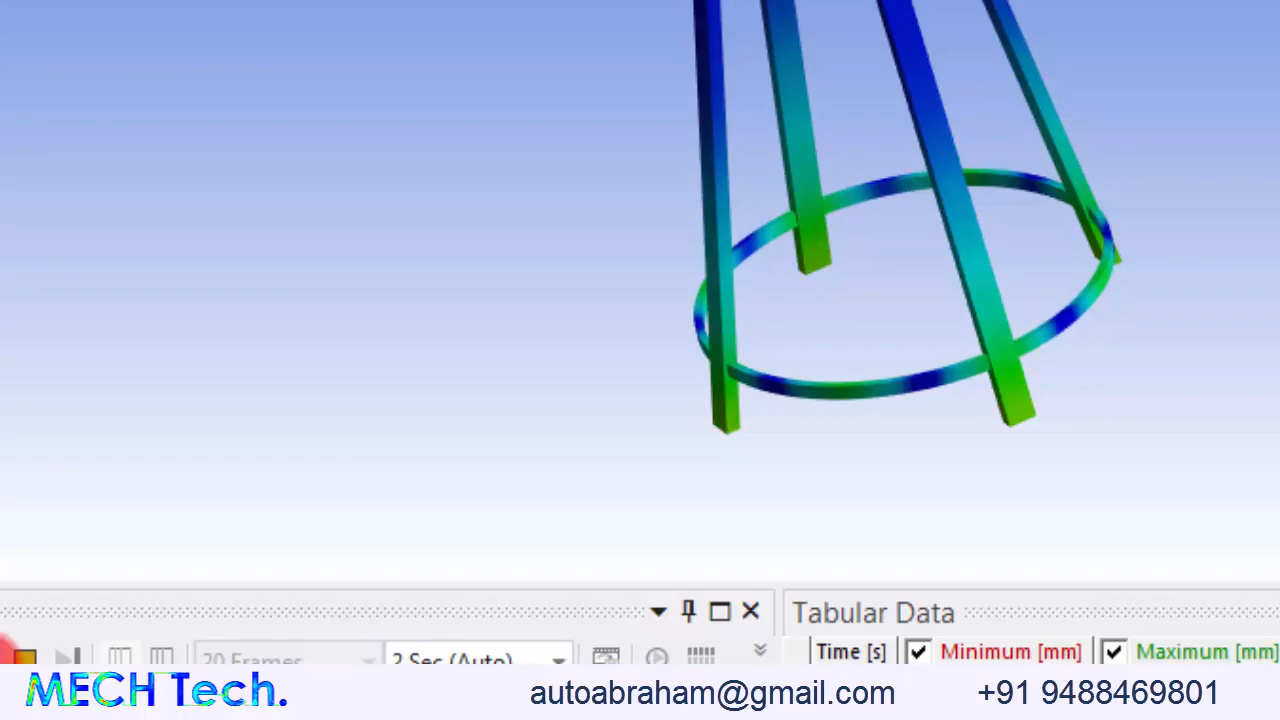 Tabular Data
20 Frames
2 Sec (Auto)
Time [s]
Minimum [mm]
Maximum [mm]
MECH Tech.
autoabraham@gmail.com
+91 9488469801